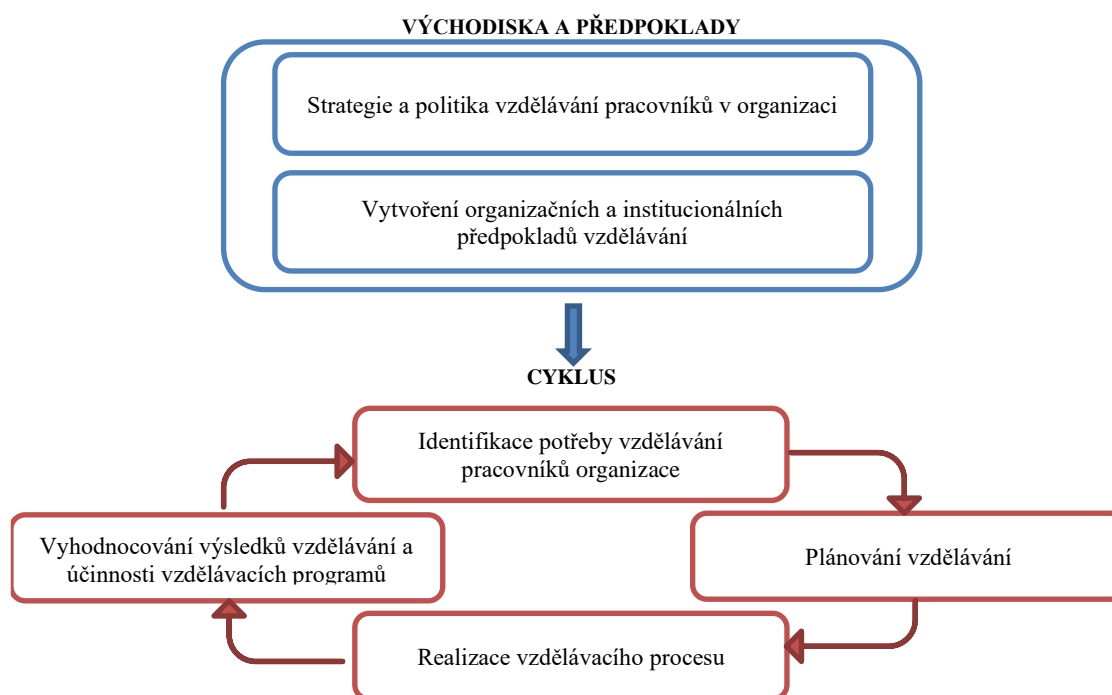 VÝCHODISKA A PŘEDPOKLADY
Strategie a politika vzdělávání pracovníků v organizaci
Vytvoření organizačních a institucionálních
předpokladů vzdělávání
CYKLUS
Identifikace potřeby vzdělávání
pracovníků organizace
Vyhodnocování výsledků vzdělávání a
účinnosti vzdělávacích programů
Plánování vzdělávání
Realizace vzdělávacího procesu